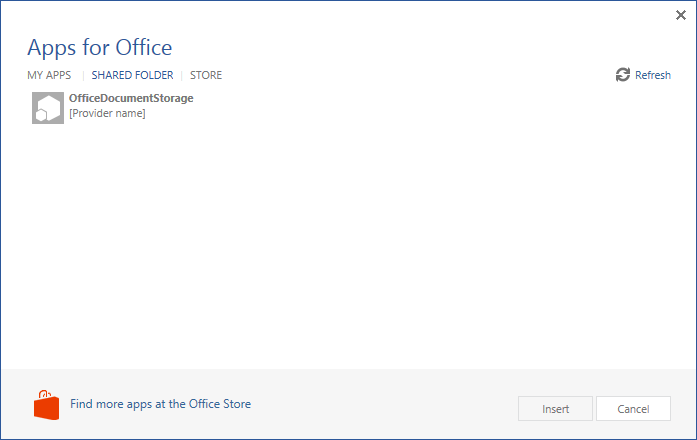 Apps for Office
MY APPS | SHARED FOLDER | STORE Refresh
OfficeDocumentStorage
[Provider name]
Find more apps at the Office Store
Insert Cancel